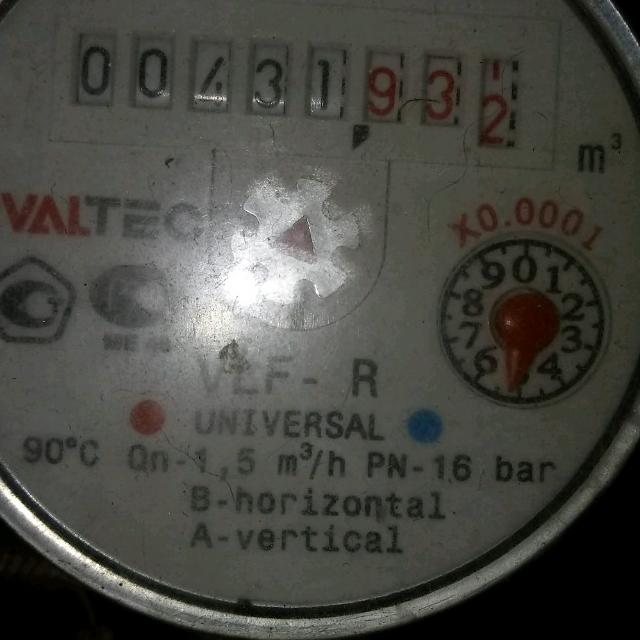 00431932
m³
VALTEC
X0.0001
9 0 1
8 2
7 3
6 4
VLF-R
UNIVERSAL
90°C Qn-1,5 m³/h PN-16 bar
B-horizontal
A-vertical